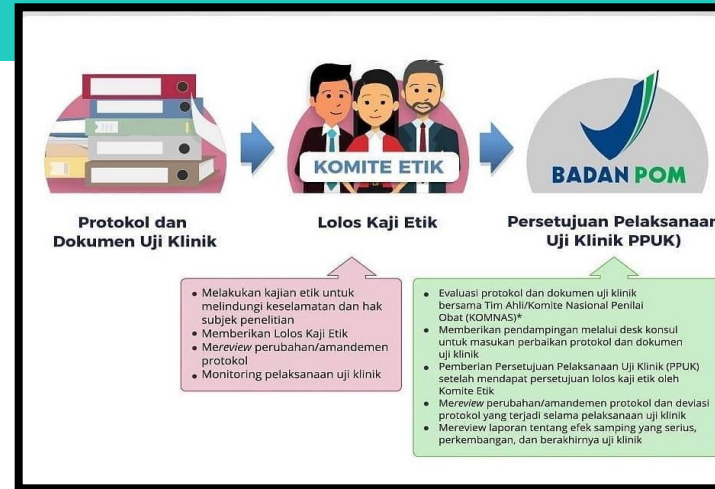 KOMITE ETIK
BADAN POM
Protokol dan
Dokumen Uji Klinik
Lolos Kaji Etik
Persetujuan Pelaksanaan
Uji Klinik PPUK)
• Melakukan kajian etik untuk
melindungi keselamatan dan hak
subjek penelitian
• Memberikan Lolos Kaji Etik
• Mereview perubahan/amandemen
protokol
• Monitoring pelaksanaan uji klinik
• Evaluasi protokol dan dokumen uji klinik
bersama Tim Ahli/Komite Nasional Penilai
Obat (KOMNAS)*
• Memberikan pendampingan melalui desk konsul
untuk masukan perbaikan protokol dan dokumen
uji klinik
• Pemberian Persetujuan Pelaksanaan Uji Klinik (PPUK)
setelah mendapat persetujuan lolos kaji etik oleh
Komite Etik
• Mereview perubahan/amandemen protokol dan deviasi
protokol yang terjadi selama pelaksanaan uji klinik
• Mereview laporan tentang efek samping yang serius,
perkembangan, dan berakhirnya uji klinik